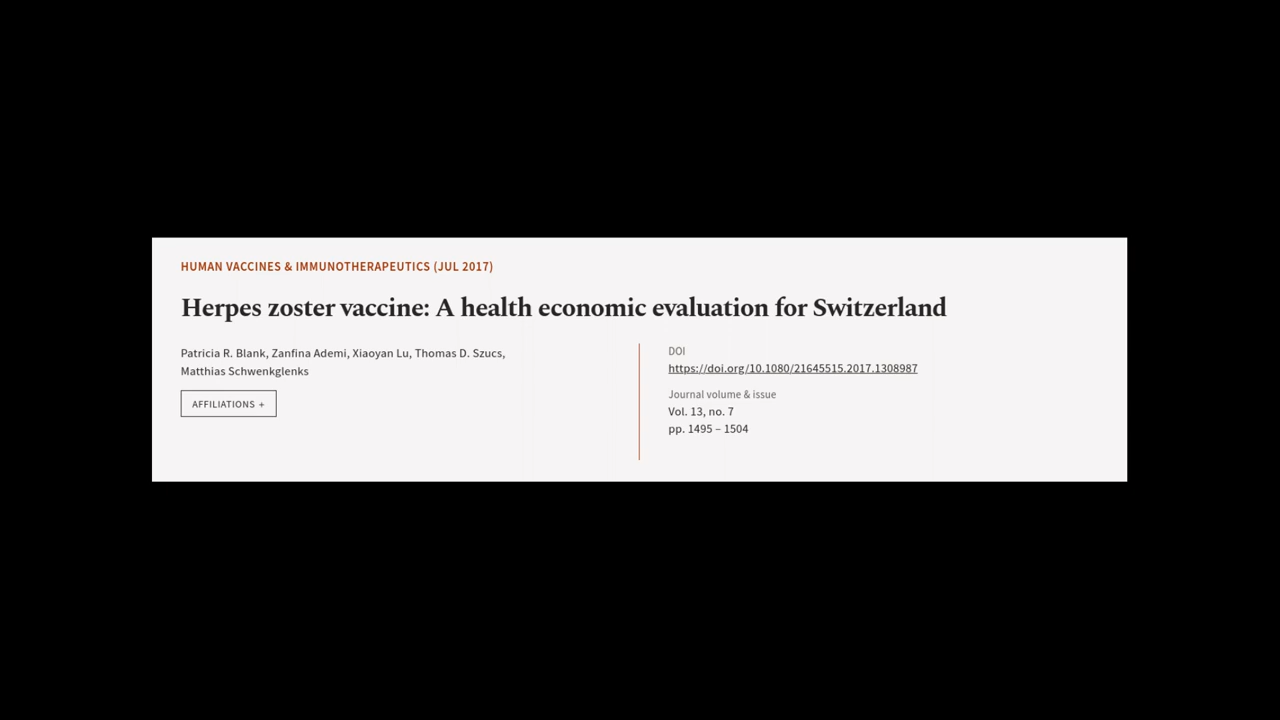 HUMAN VACCINES & IMMUNOTHERAPEUTICS (JUL 2017)
Herpes zoster vaccine: A health economic evaluation for Switzerland
Patricia R. Blank, Zanfina Ademi, Xiaoyan Lu, Thomas D. Szucs,
Matthias Schwenkglenks
AFFILIATIONS +
DOI
https://doi.org/10.1080/21645515.2017.1308987
Journal volume & issue
Vol. 13, no. 7
pp. 1495 – 1504